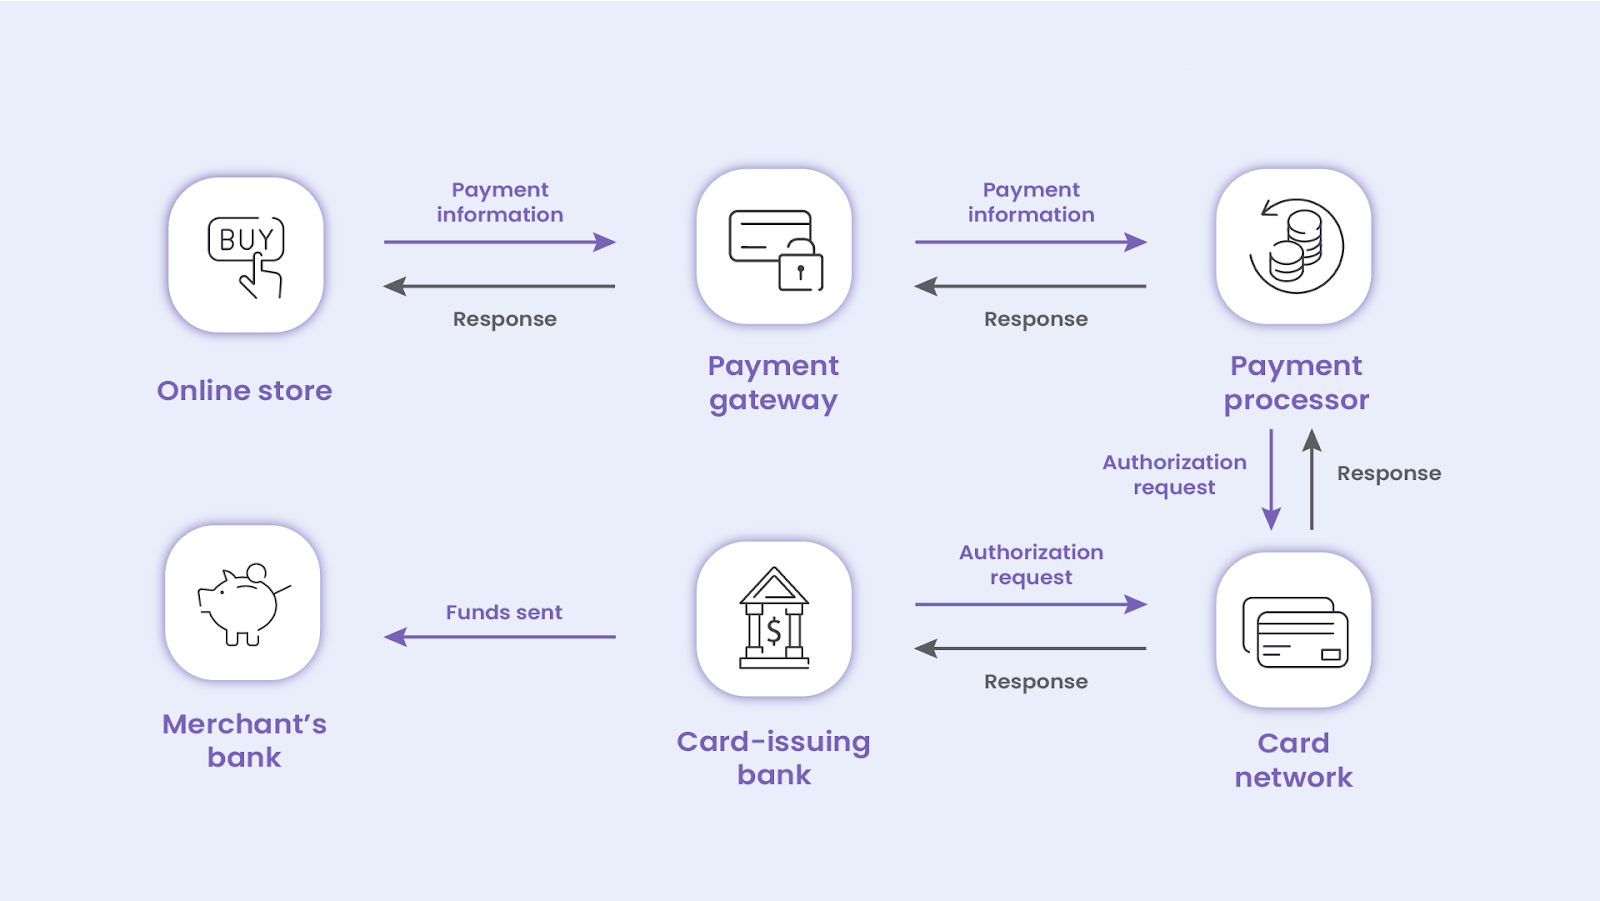 Payment
information
Payment
information
BUY
Response
Response
Online store
Payment
gateway
Payment
processor
Authorization
request
Response
Authorization
request
Funds sent
$
Response
Merchant’s
bank
Card-issuing
bank
Card
network